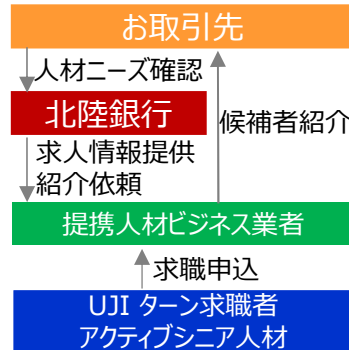 お取引先
人材ニーズ確認
北陸銀行
候補者紹介
求人情報提供
紹介依頼
提携人材ビジネス業者
求職申込
UJI ターン求職者
アクティブシニア人材